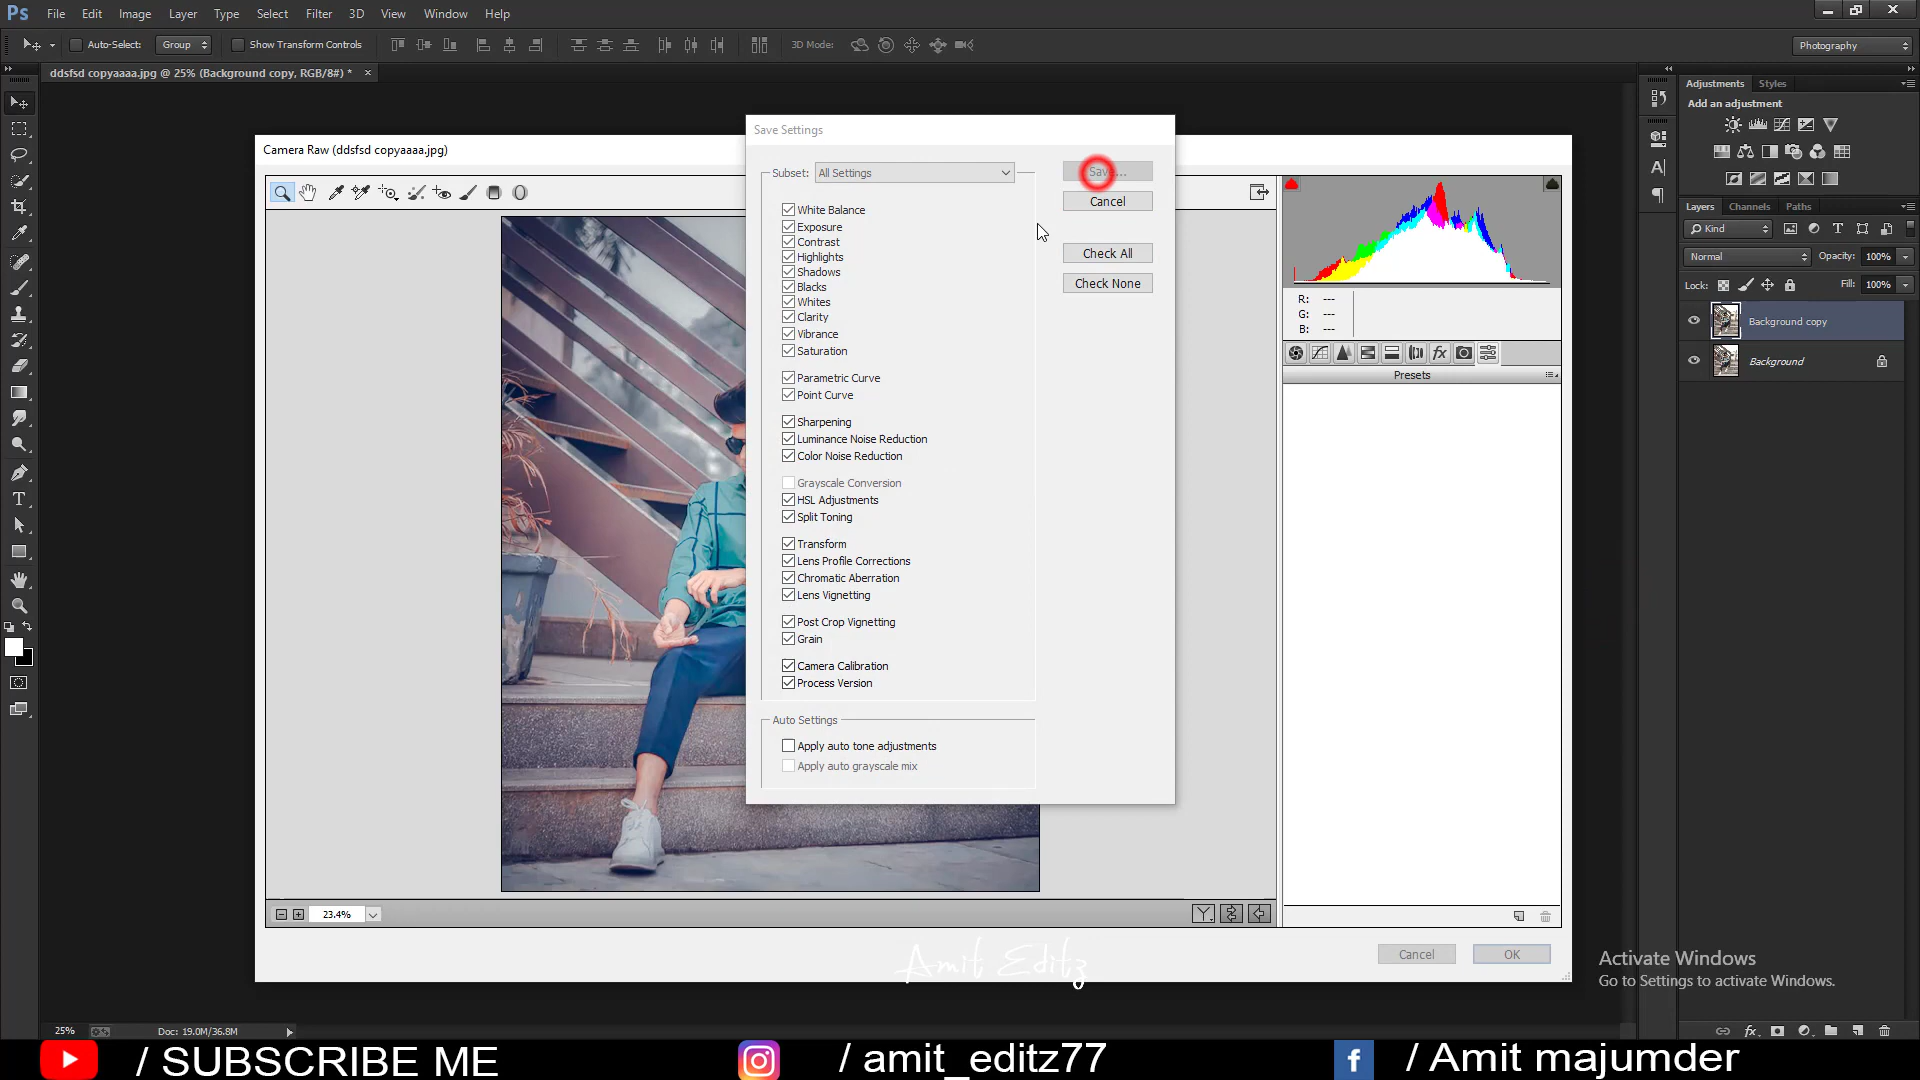 Ps File Edit Image Layer Type Select Filter 3D View Window Help
Auto-Select: Group Show Transform Controls 3D Mode: Photography
ddsfsd copyaaaa.jpg @ 25% (Background copy, RGB/8#) * ×
Adjustments Styles
Add an adjustment
Camera Raw (ddsfsd copyaaaa.jpg)
Save Settings
Subset: All Settings
Save...
Cancel
Check All
Check None
White Balance
Exposure
Contrast
Highlights
Shadows
Blacks
Whites
Clarity
Vibrance
Saturation
Parametric Curve
Point Curve
Sharpening
Luminance Noise Reduction
Color Noise Reduction
Grayscale Conversion
HSL Adjustments
Split Toning
Transform
Lens Profile Corrections
Chromatic Aberration
Lens Vignetting
Post Crop Vignetting
Grain
Camera Calibration
Process Version
Auto Settings
Apply auto tone adjustments
Apply auto grayscale mix
R: ---
G: ---
B: ---
fx
Presets
Layers Channels Paths
Kind
Normal Opacity: 100%
Lock: Fill: 100%
Background copy
Background
23.4%
Cancel OK
Amit Editz
Activate Windows
Go to Settings to activate Windows.
25% Doc: 19.0M/36.8M
fx
/ SUBSCRIBE ME / amit_editz77 / Amit majumder